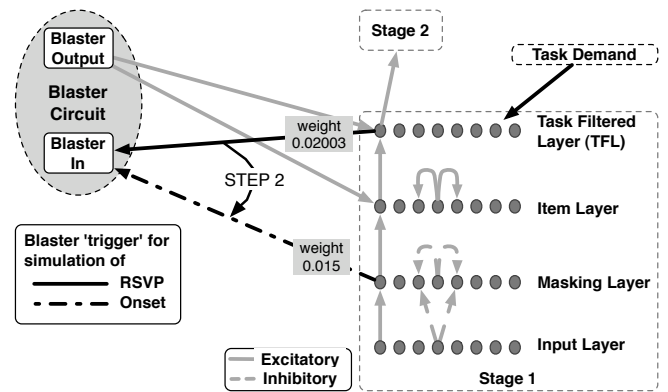 Blaster
Output
Blaster
Circuit
Blaster
In
Stage 2
Task Demand
weight
0.02003
Task Filtered
Layer (TFL)
STEP 2
Item Layer
weight
0.015
Masking Layer
Input Layer
Stage 1
Blaster 'trigger' for
simulation of
RSVP
Onset
Excitatory
Inhibitory